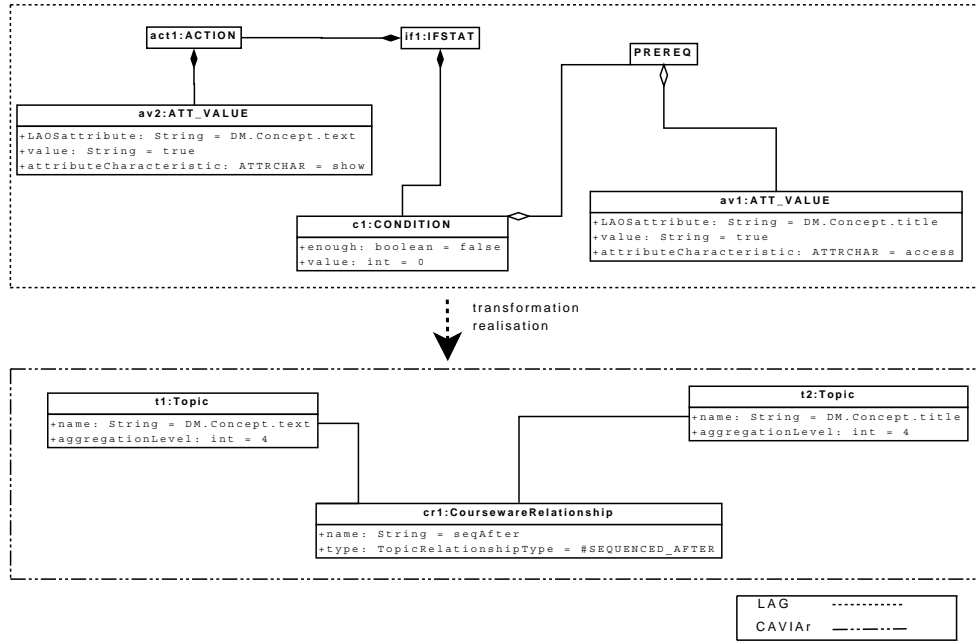 act1:ACTION
if1:IFSTAT
PREREQ
av2:ATT_VALUE
+LAOSattribute: String = DM.Concept.text
+value: String = true
+attributeCharacteristic: ATTRCHAR = show
av1:ATT_VALUE
+LAOSattribute: String = DM.Concept.title
+value: String = true
+attributeCharacteristic: ATTRCHAR = access
c1:CONDITION
+enough: boolean = false
+value: int = 0
transformation
realisation
t1:Topic
+name: String = DM.Concept.text
+aggregationLevel: int = 4
t2:Topic
+name: String = DM.Concept.title
+aggregationLevel: int = 4
cr1:CoursewareRelationship
+name: String = seqAfter
+type: TopicRelationshipType = #SEQUENCED_AFTER
LAG
CAVIAr